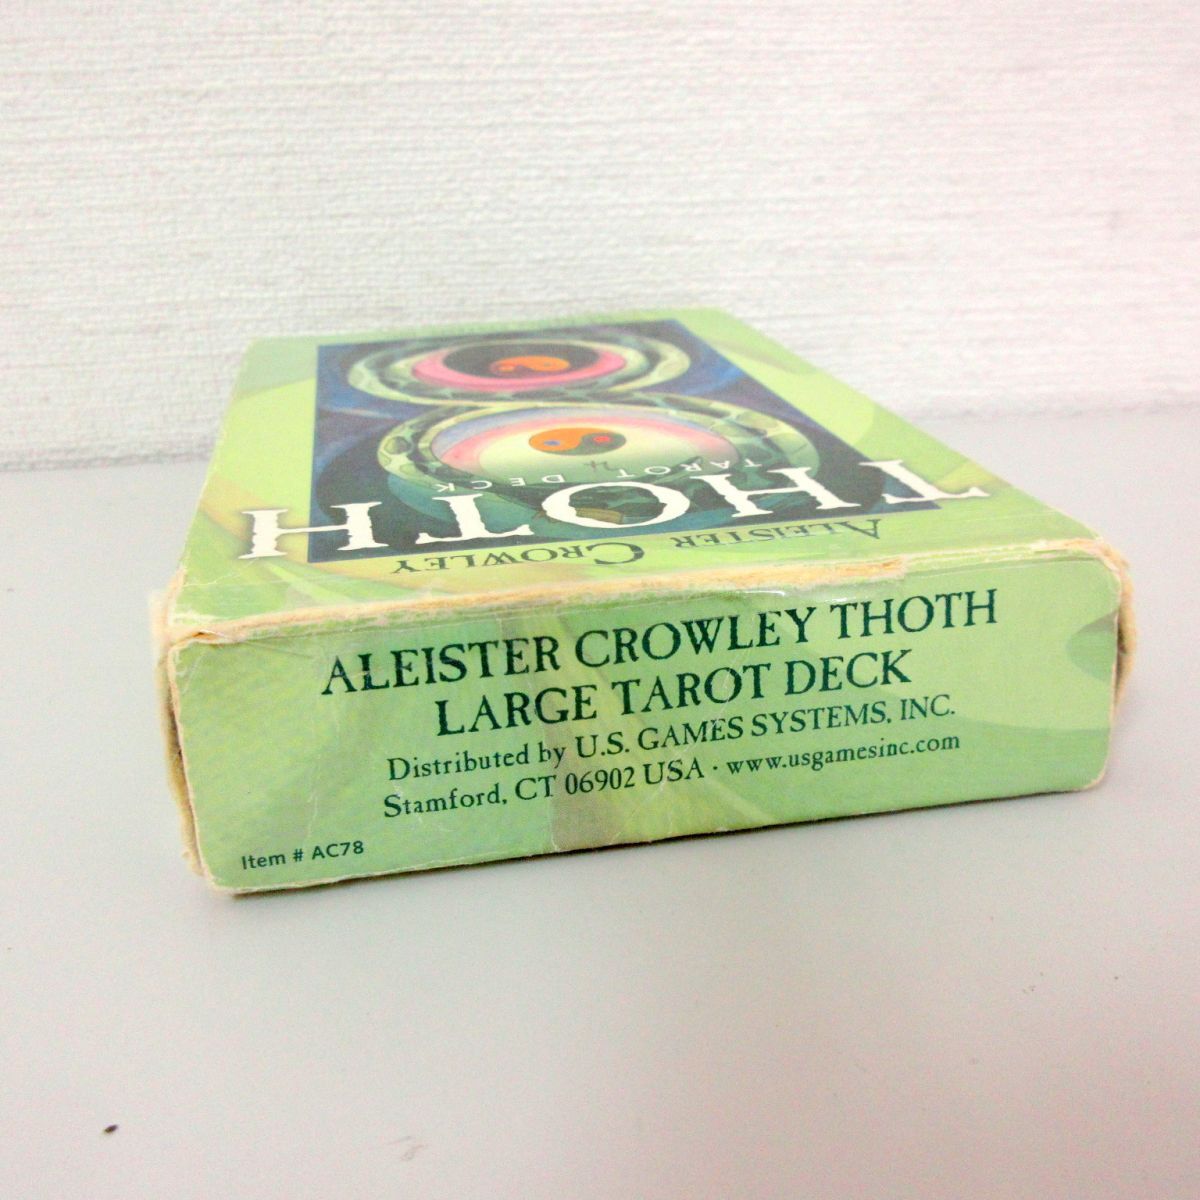 TAROT DECK
THOTH
ALEISTER CROWLEY
ALEISTER CROWLEY THOTH
LARGE TAROT DECK
Distributed by U.S. GAMES SYSTEMS, INC.
Stamford, CT 06902 USA · www.usgamesinc.com
Item # AC78